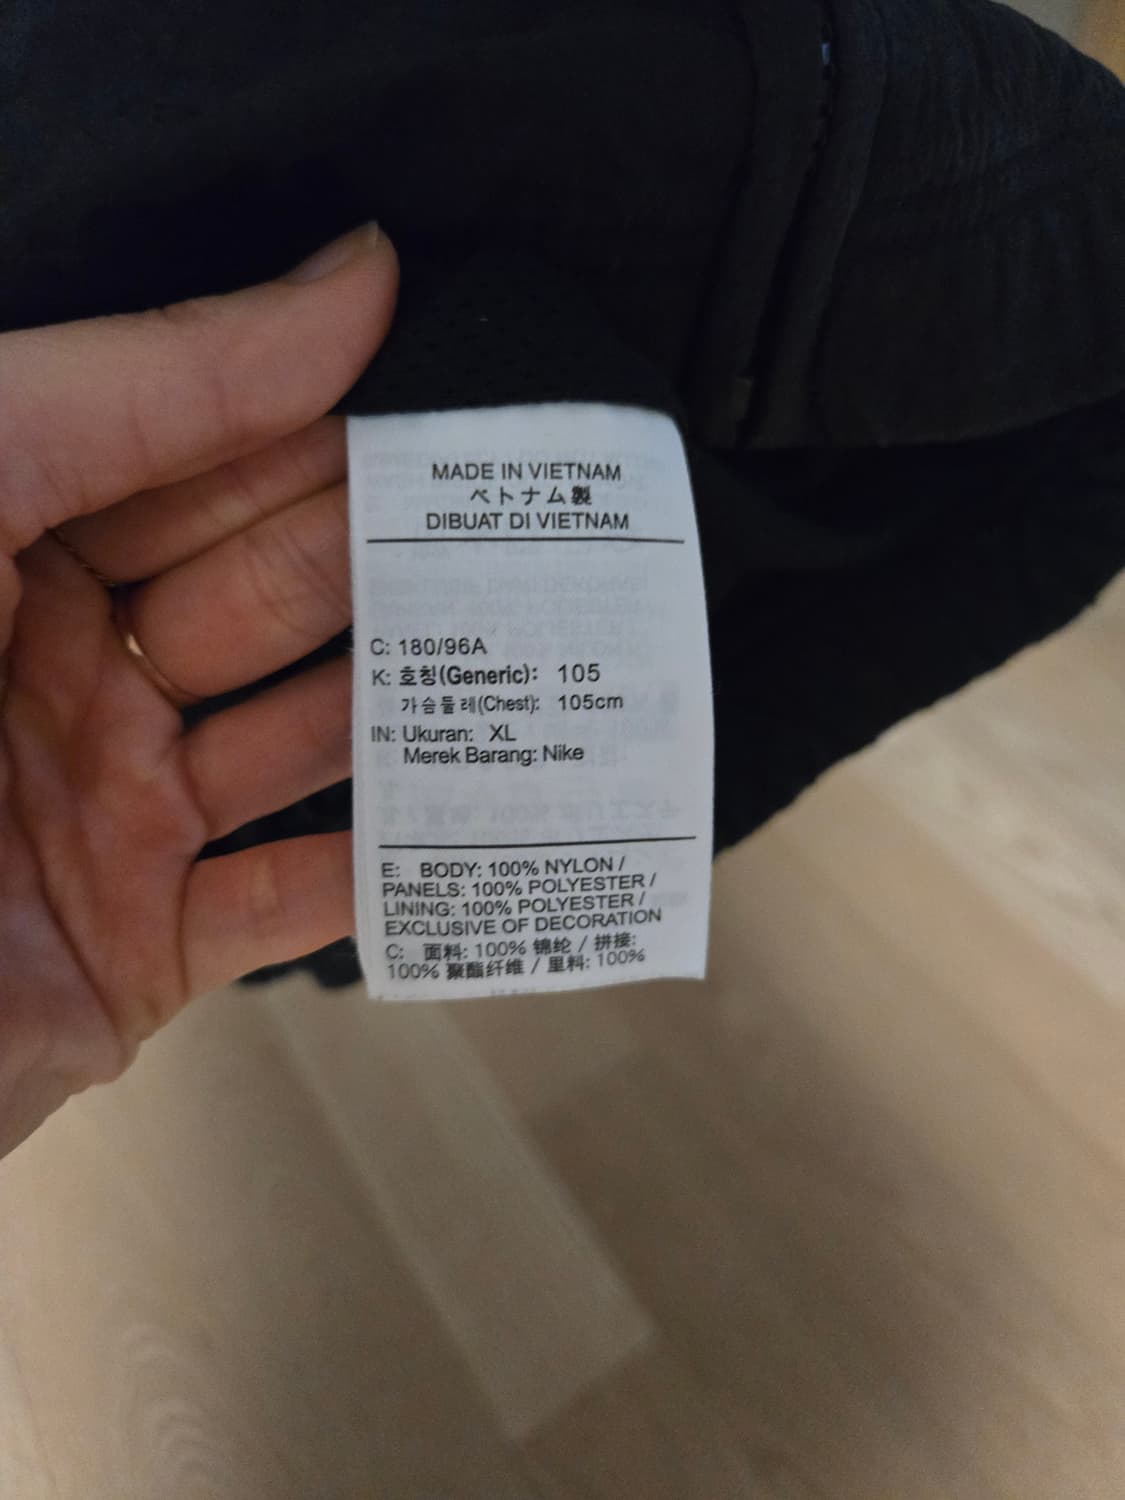 MADE IN VIETNAM
ベトナム製
DIBUAT DI VIETNAM
C: 180/96A
K: 호칭(Generic): 105
가슴둘레(Chest): 105cm
IN: Ukuran: XL
Merek Barang: Nike
E: BODY: 100% NYLON /
PANELS: 100% POLYESTER /
LINING: 100% POLYESTER /
EXCLUSIVE OF DECORATION
C: 面料: 100% 锦纶 / 拼接:
100% 聚酯纤维 / 里料: 100%